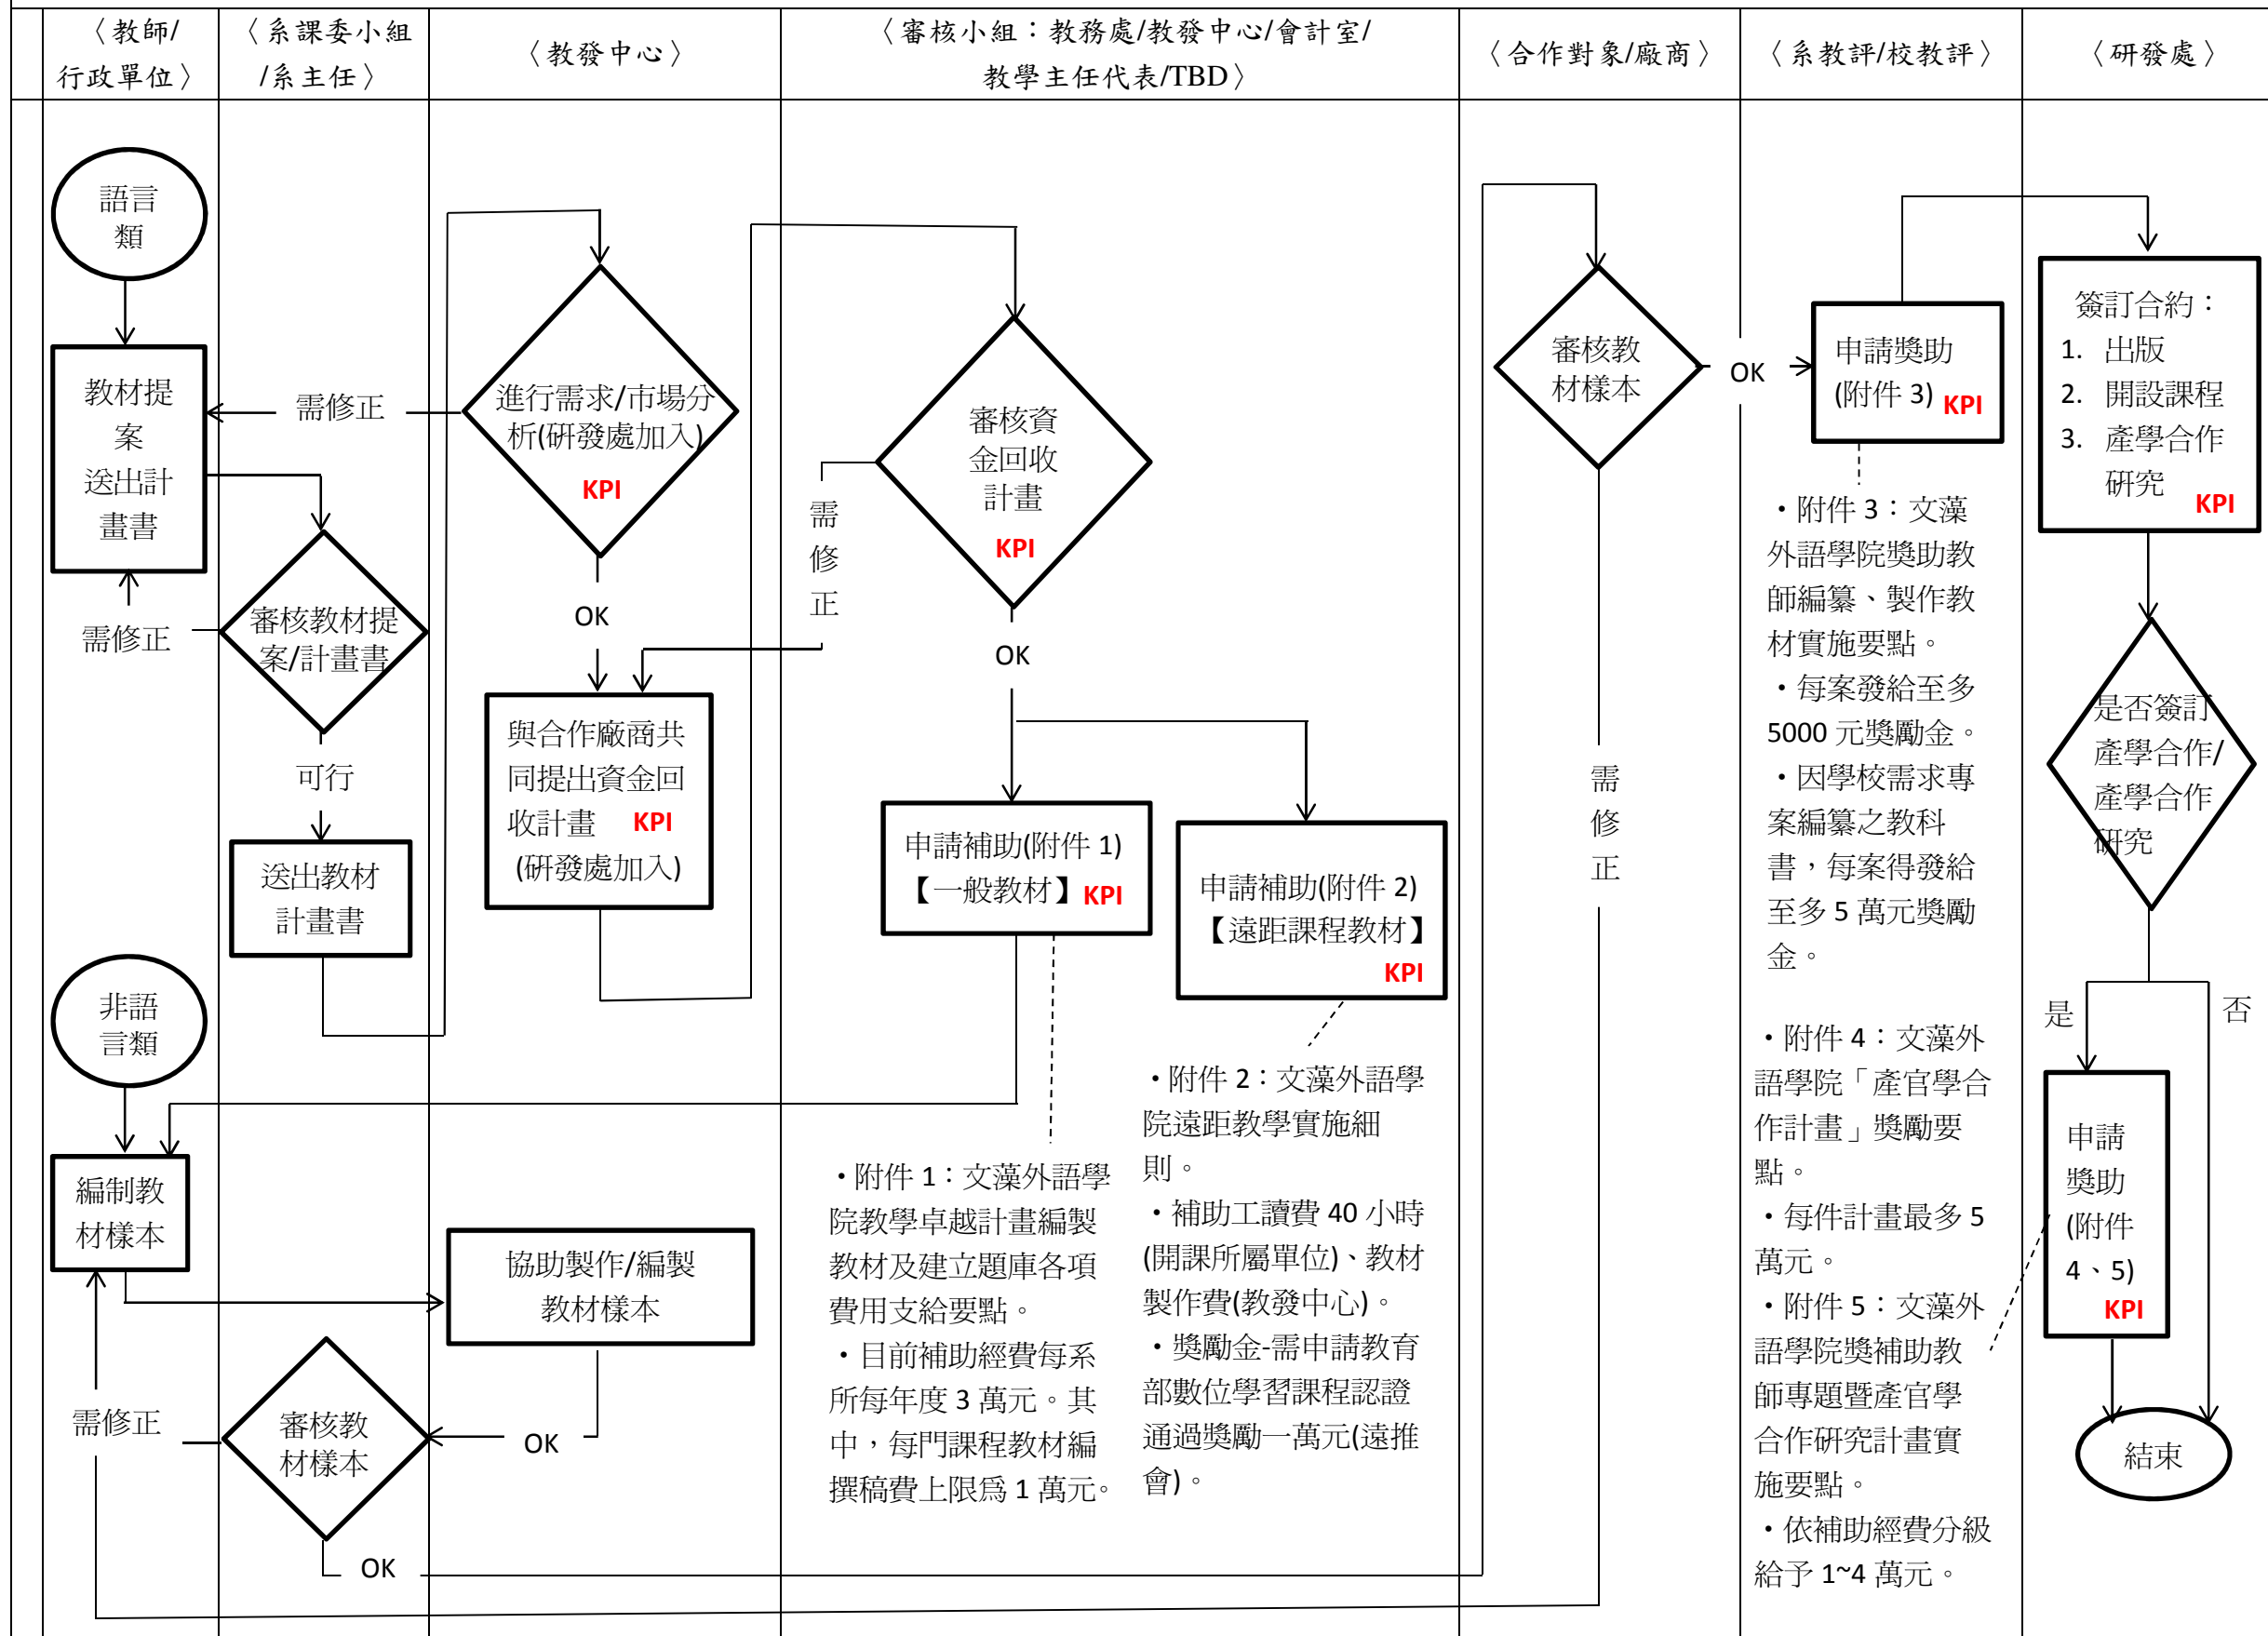 〈教師/
行政單位〉
〈系課委小組
/系主任〉
〈教發中心〉
〈審核小組：教務處/教發中心/會計室/
教學主任代表/TBD〉
〈合作對象/廠商〉
〈系教評/校教評〉
〈研發處〉
語言
類
教材提
案
送出計
畫書
需修正
審核教材提
案/計畫書
可行
送出教材
計畫書
非語
言類
編制教
材樣本
需修正
審核教
材樣本
OK
需修正
進行需求/市場分
析(研發處加入)
KPI
OK
與合作廠商共
同提出資金回
收計畫 KPI
(研發處加入)
協助製作/編製
教材樣本
OK
審核資
金回收
計畫
KPI
需
修
正
OK
申請補助(附件 1)
【一般教材】KPI
申請補助(附件 2)
【遠距課程教材】
KPI
・附件 1：文藻外語學
院教學卓越計畫編製
教材及建立題庫各項
費用支給要點。
・目前補助經費每系
所每年度 3 萬元。其
中，每門課程教材編
撰稿費上限為 1 萬元。
・附件 2：文藻外語學
院遠距教學實施細
則。
・補助工讀費 40 小時
(開課所屬單位)、教材
製作費(教發中心)。
・獎勵金-需申請教育
部數位學習課程認證
通過獎勵一萬元(遠推
會)。
審核教
材樣本
OK
需
修
正
申請獎助
(附件 3) KPI
・附件 3：文藻
外語學院獎助教
師編纂、製作教
材實施要點。
・每案發給至多
5000 元獎勵金。
・因學校需求專
案編纂之教科
書，每案得發給
至多 5 萬元獎勵
金。
・附件 4：文藻外
語學院「產官學合
作計畫」獎勵要
點。
・每件計畫最多 5
萬元。
・附件 5：文藻外
語學院獎補助教
師專題暨產官學
合作研究計畫實
施要點。
・依補助經費分級
給予 1~4 萬元。
簽訂合約：
1. 出版
2. 開設課程
3. 產學合作
研究
KPI
是否簽訂
產學合作/
產學合作
研究
是
否
申請
獎助
(附件
4、5)
KPI
結束